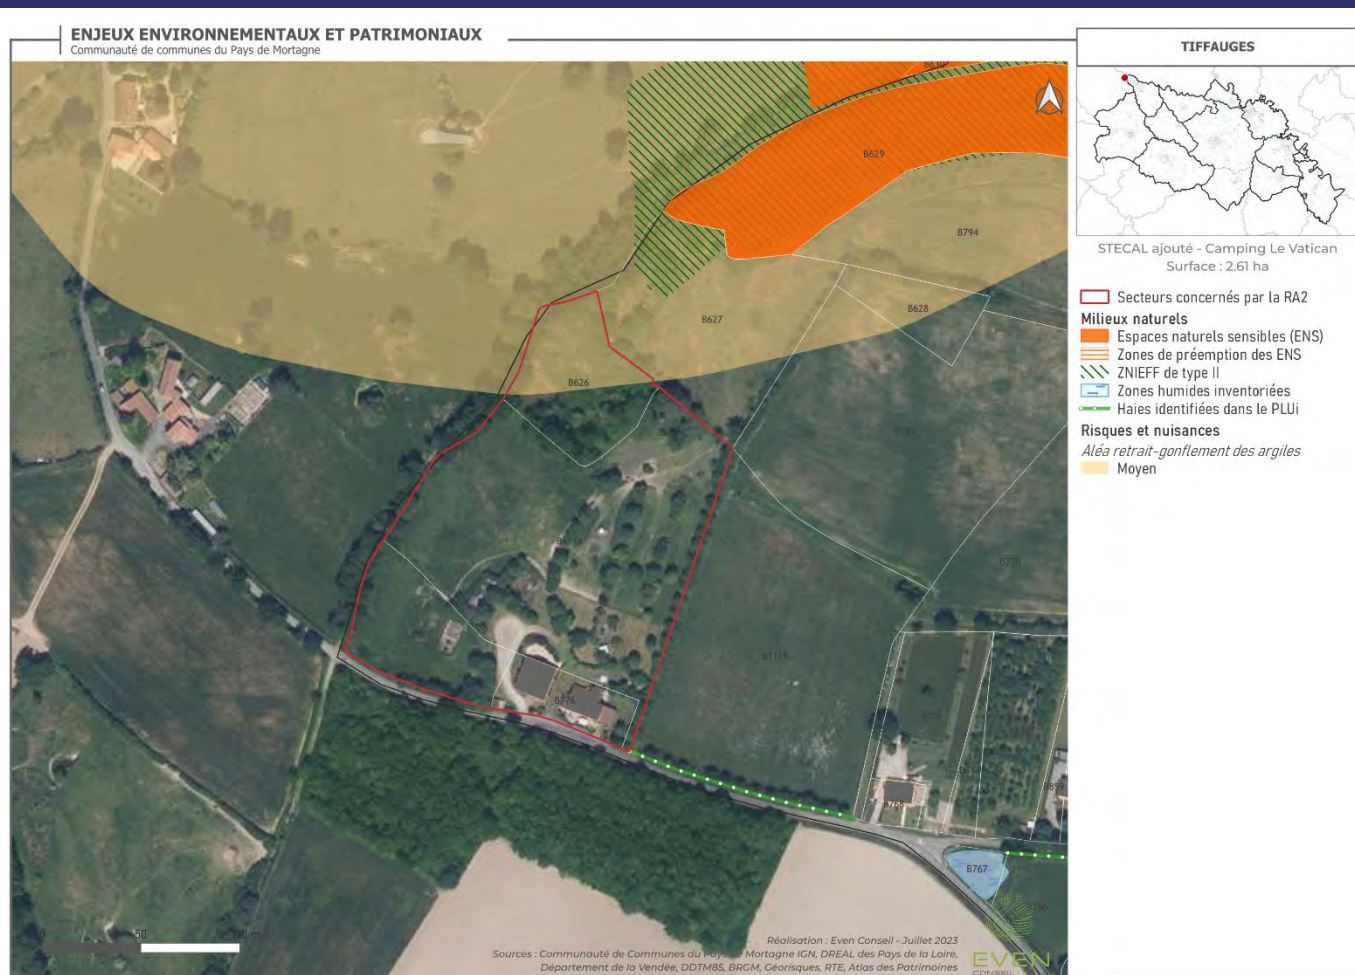 ENJEUX ENVIRONNEMENTAUX ET PATRIMONIAUX
Communauté de communes du Pays de Mortagne
TIFFAUGES
STECAL ajouté - Camping Le Vatican
Surface : 2.61 ha
Secteurs concernés par la RA2
Milieux naturels
Espaces naturels sensibles (ENS)
Zones de préemption des ENS
ZNIEFF de type II
Zones humides inventoriées
Haies identifiées dans le PLUi
Risques et nuisances
Aléa retrait-gonflement des argiles
Moyen
B629
B794
B628
B627
B626
B776
B768
B767
B766
B859
0 50 100 m
Réalisation : Even Conseil - Juillet 2023
Sources : Communauté de Communes du Pays de Mortagne IGN, DREAL des Pays de la Loire,
Département de la Vendée, DDTM85, BRGM, Géorisques, RTE, Atlas des Patrimoines
EVEN
CONSEIL